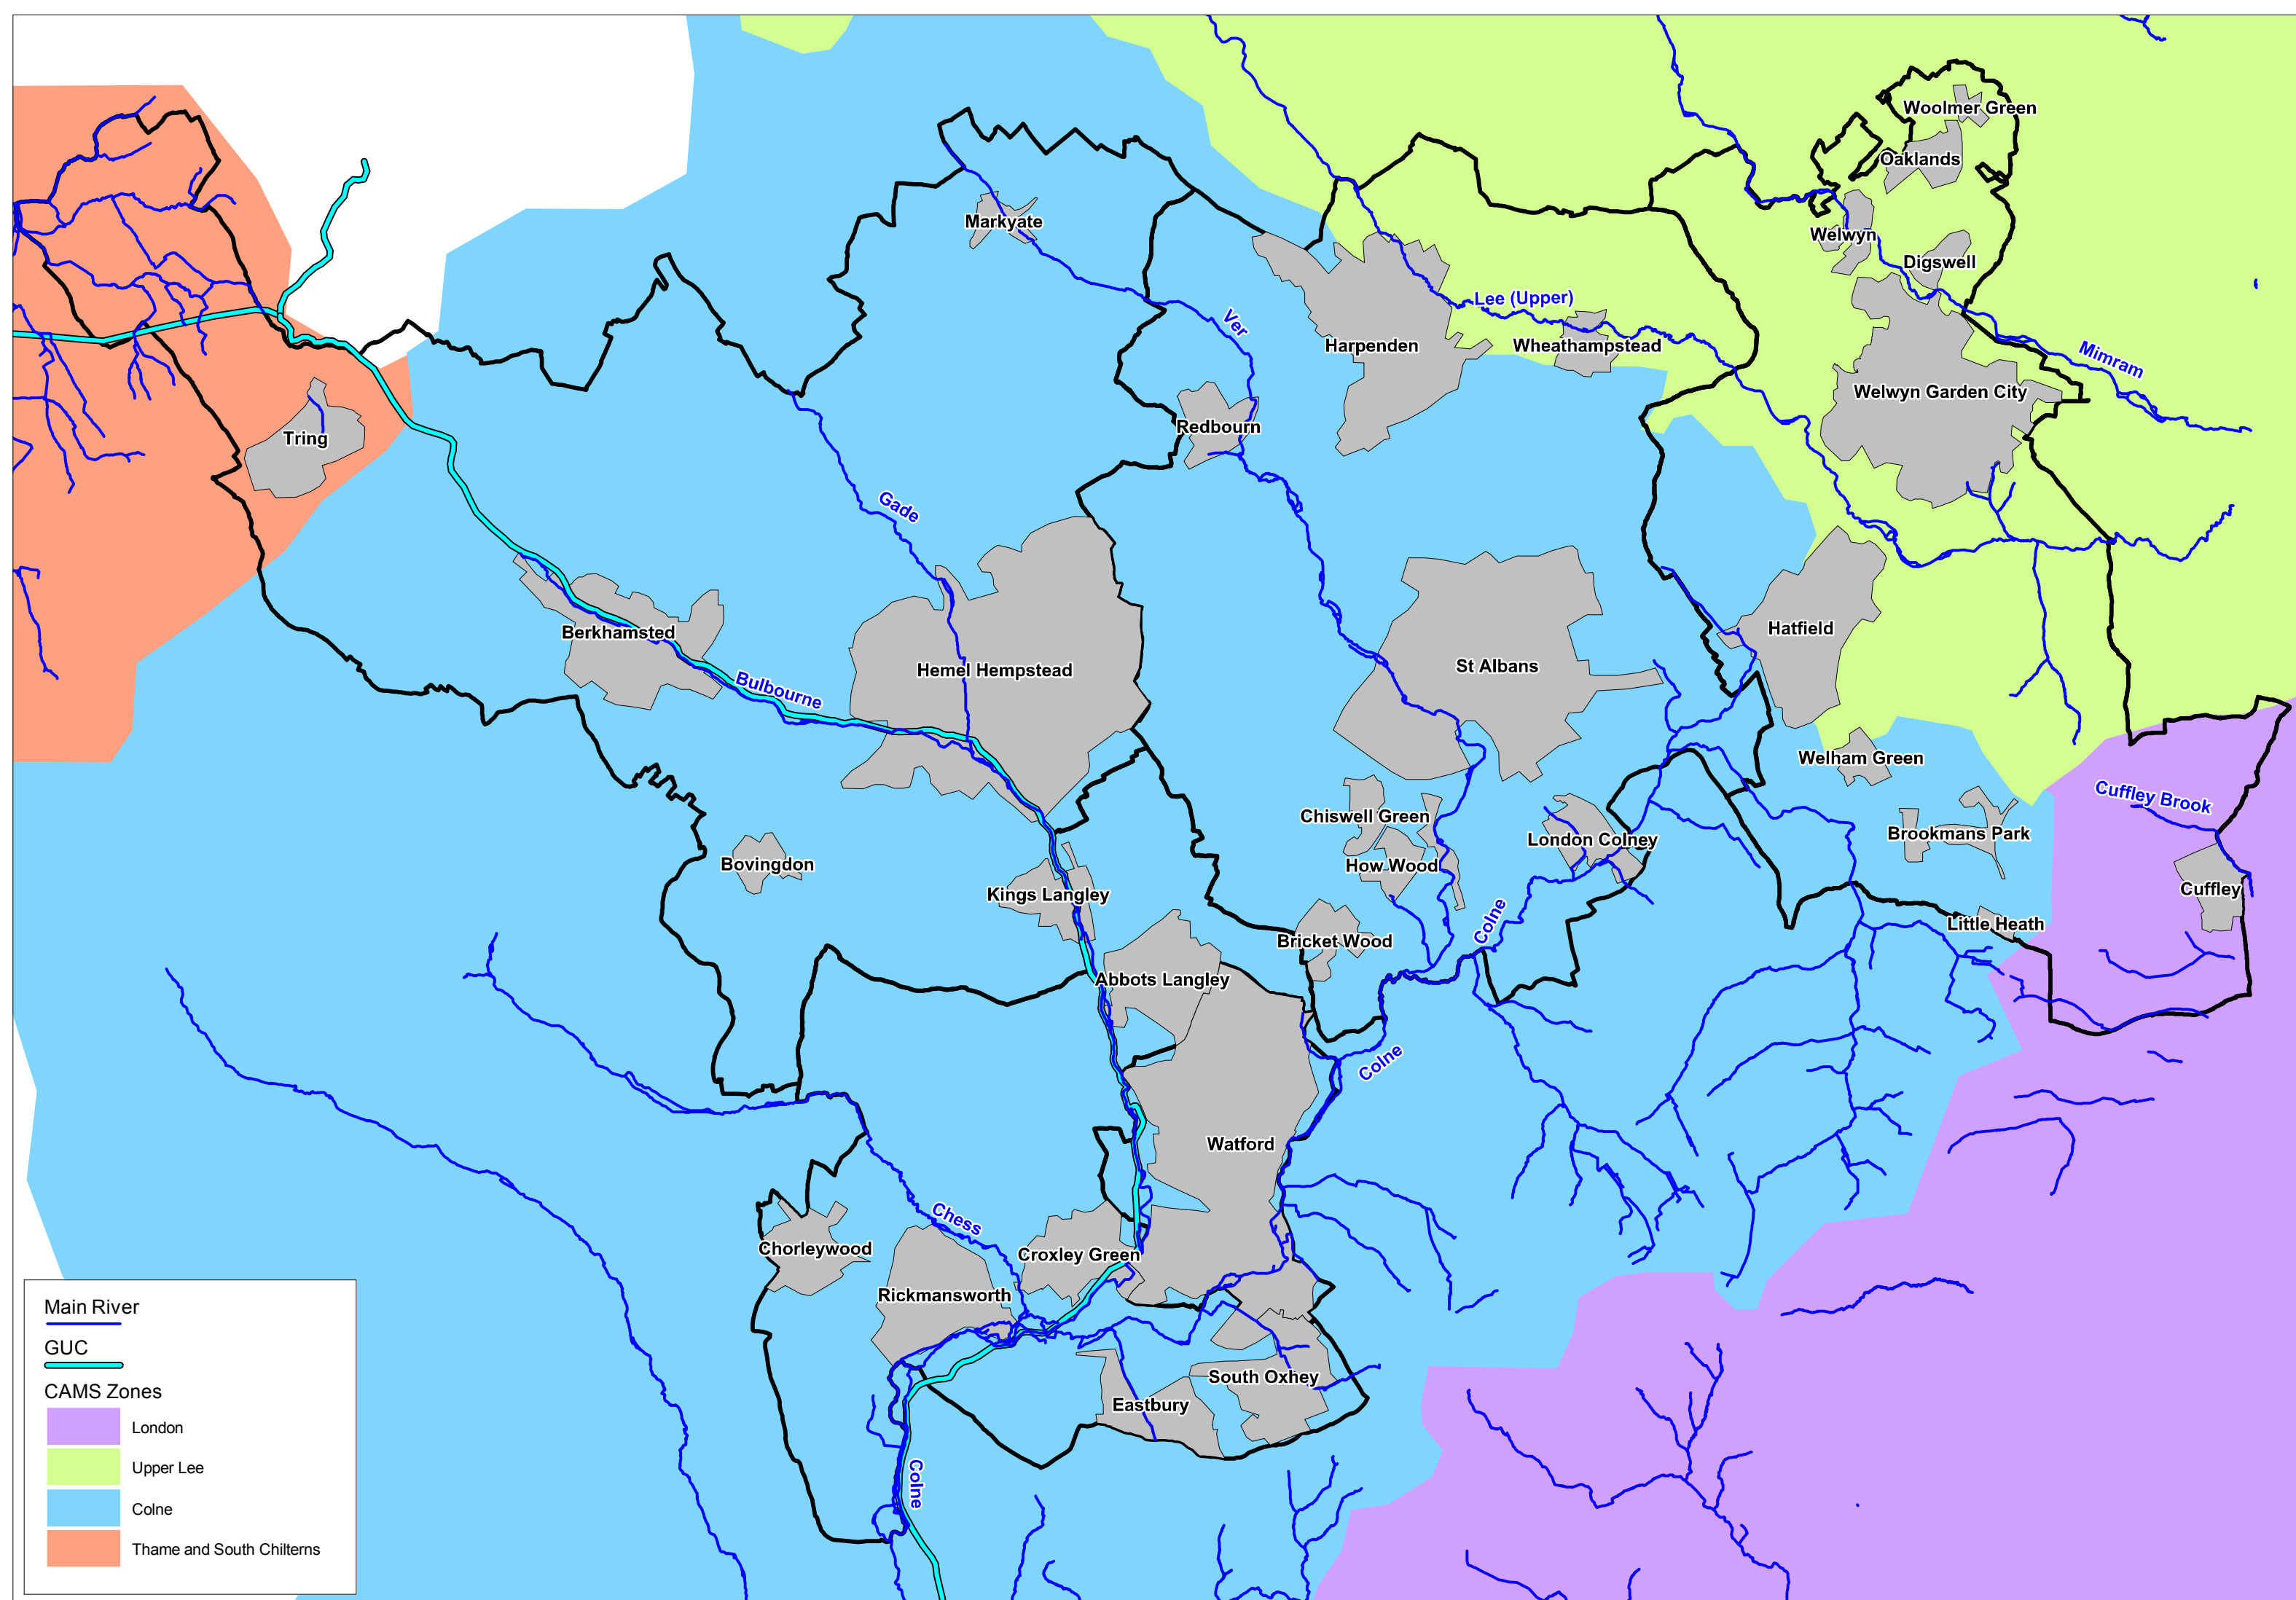 Woolmer Green
Oaklands
Markyate
Welwyn
Digswell
Lee (Upper)
Ver
Harpenden
Wheathampstead
Mimram
Welwyn Garden City
Redbourn
Tring
Gade
Berkhamsted
Hatfield
Hemel Hempstead
St Albans
Bulbourne
Welham Green
Cuffley Brook
Chiswell Green
London Colney
Brookmans Park
Bovingdon
How Wood
Kings Langley
Cuffley
Colne
Little Heath
Bricket Wood
Abbots Langley
Colne
Watford
Chess
Chorleywood
Croxley Green
Rickmansworth
South Oxhey
Eastbury
Colne
Main River
GUC
CAMS Zones
London
Upper Lee
Colne
Thame and South Chilterns